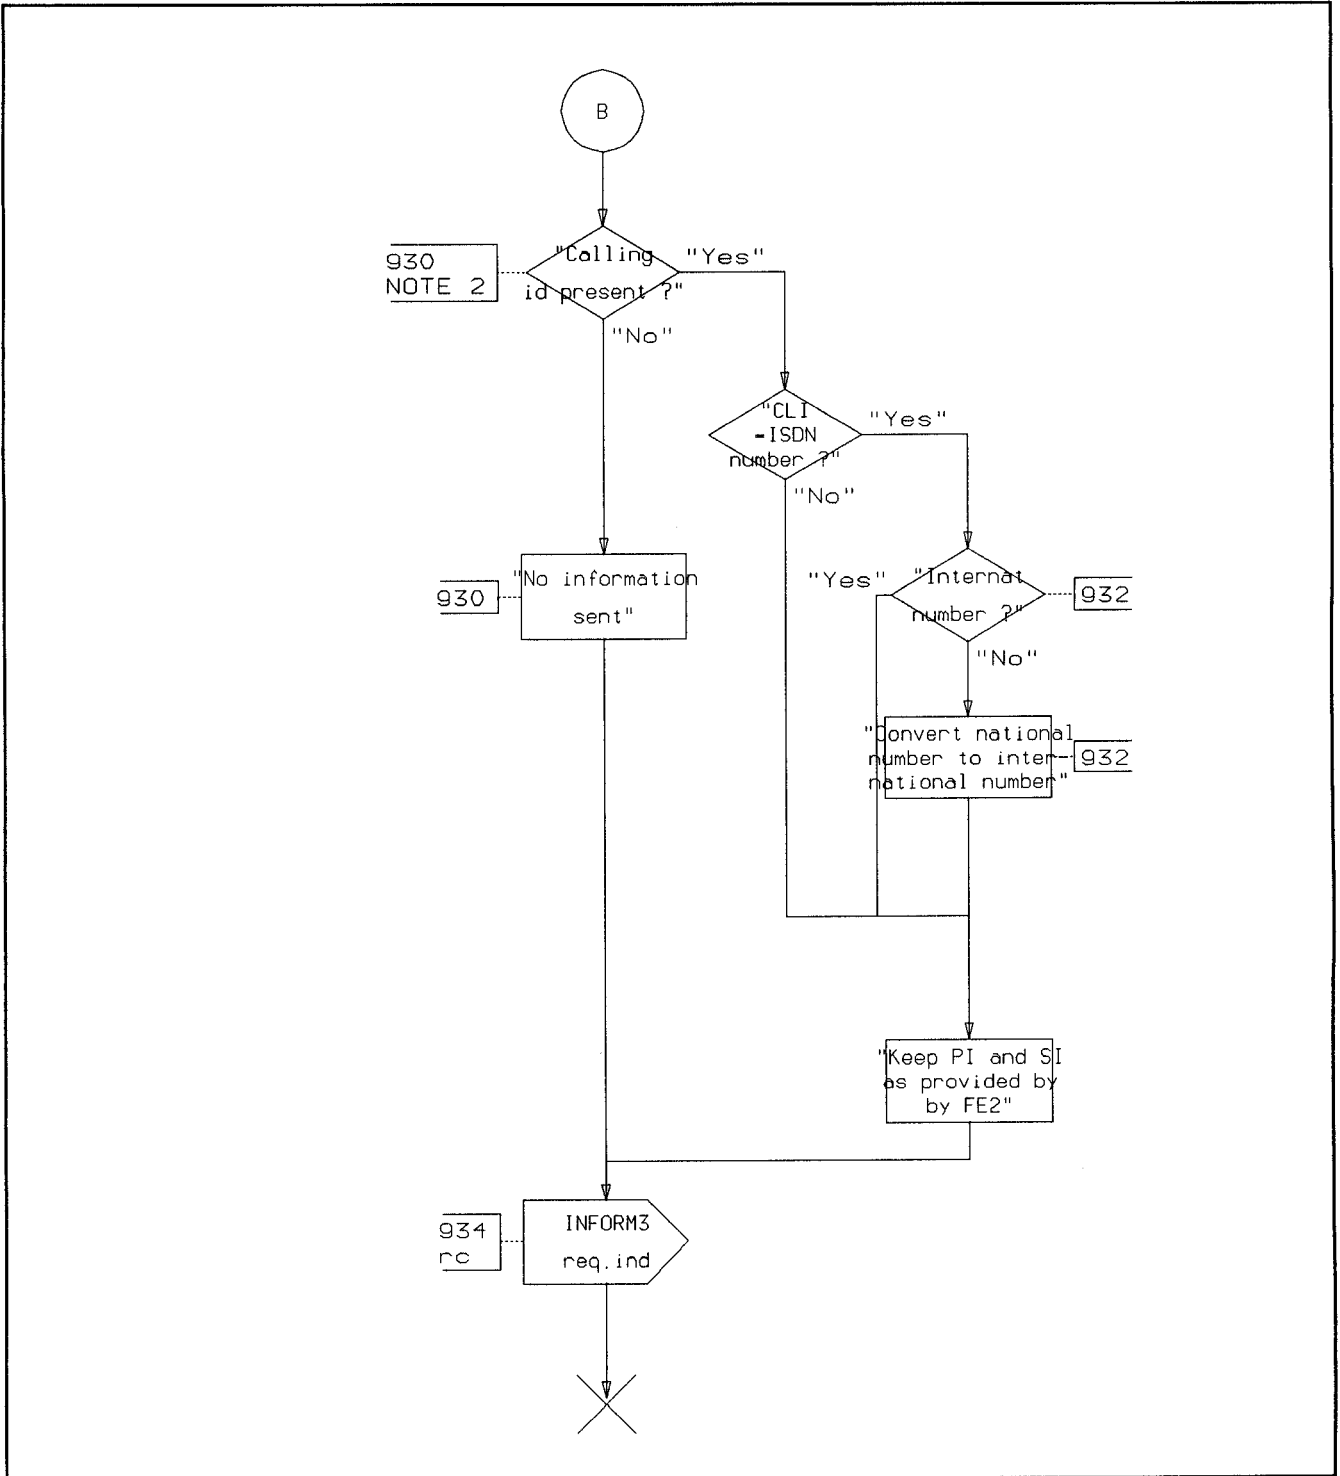 B
930
NOTE 2
"Calling
id present ?"
"Yes"
"No"
"CLI
-ISDN
number ?"
"Yes"
"No"
"No information
sent"
930
"Yes"
"Internat
number ?"
932
"No"
"Convert national
number to inter-
national number"
932
"Keep PI and SI
as provided by
by FE2"
934
rc
INFORM3
req.ind